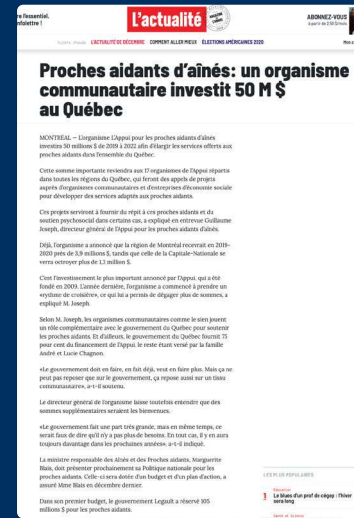 re l'essentiel.
nfolettre !
L'actualité
ABONNEZ-VOUS
L'ACTUALITÉ DE DÉCEMBRE COMMENT ALLER MIEUX ÉLECTIONS AMÉRICAINES 2020
Mon a
Proches aidants d'aînés: un organisme
communautaire investit 50 M $
au Québec
MONTRÉAL — L'organisme L'Appui pour les proches aidants d'aînés
investira 50 millions $ de 2019 à 2022 afin d'élargir les services offerts aux
proches aidants dans l'ensemble du Québec.
Cette somme importante reviendra aux 17 organismes de l'Appui répartis
dans toutes les régions du Québec, qui feront des appels de projets
auprès d'organismes communautaires et d'entreprises d'économie sociale
pour développer des services adaptés aux proches aidants.
Ces projets serviront à fournir du répit à ces proches aidants et du
soutien psychosocial dans certains cas, a expliqué en entrevue Guillaume
Joseph, directeur général de l'Appui pour les proches aidants d'aînés.
Déjà, l'organisme a annoncé que la région de Montréal recevrait en 2019-
2020 près de 3,9 millions $, tandis que celle de la Capitale-Nationale se
verra octroyer plus de 1,2 million $.
C'est l'investissement le plus important annoncé par l'Appui, qui a été
fondé en 2009. L'année dernière, l'organisme a commencé à prendre un
«rythme de croisière», ce qui lui a permis de dégager plus de sommes, a
expliqué M. Joseph.
Selon M. Joseph, les organismes communautaires comme le sien jouent
un rôle complémentaire avec le gouvernement du Québec pour soutenir
les proches aidants. Et d'ailleurs, le gouvernement du Québec fournit 75
pour cent du financement de l'Appui, le reste étant versé par la famille
André et Lucie Chagnon.
«Le gouvernement doit en faire, en fait déjà, veut en faire plus. Mais ça ne
peut pas reposer que sur le gouvernement, ça repose aussi sur un tissu
communautaire», a-t-il soutenu.
Le directeur général de l'organisme laisse toutefois entendre que des
sommes supplémentaires seraient les bienvenues.
«Le gouvernement fait une part très grande, mais en même temps, ce
serait faux de dire qu'il n'y a pas plus de besoins. En tout cas, il y en aura
toujours davantage dans les prochaines années», a-t-il indiqué.
La ministre responsable des Aînés et des Proches aidants, Marguerite
Blais, doit présenter prochainement sa Politique nationale pour les
proches aidants. Celle-ci sera dotée d'un budget et d'un plan d'action, a
assuré Mme Blais en décembre dernier.
Dans son premier budget, le gouvernement Legault a réservé 105
millions $ pour les proches aidants.
LES PLUS POPULAIRES
Éducation
1 Le blues d'un prof de cégep : l'hiver
sera long
Santé et Science